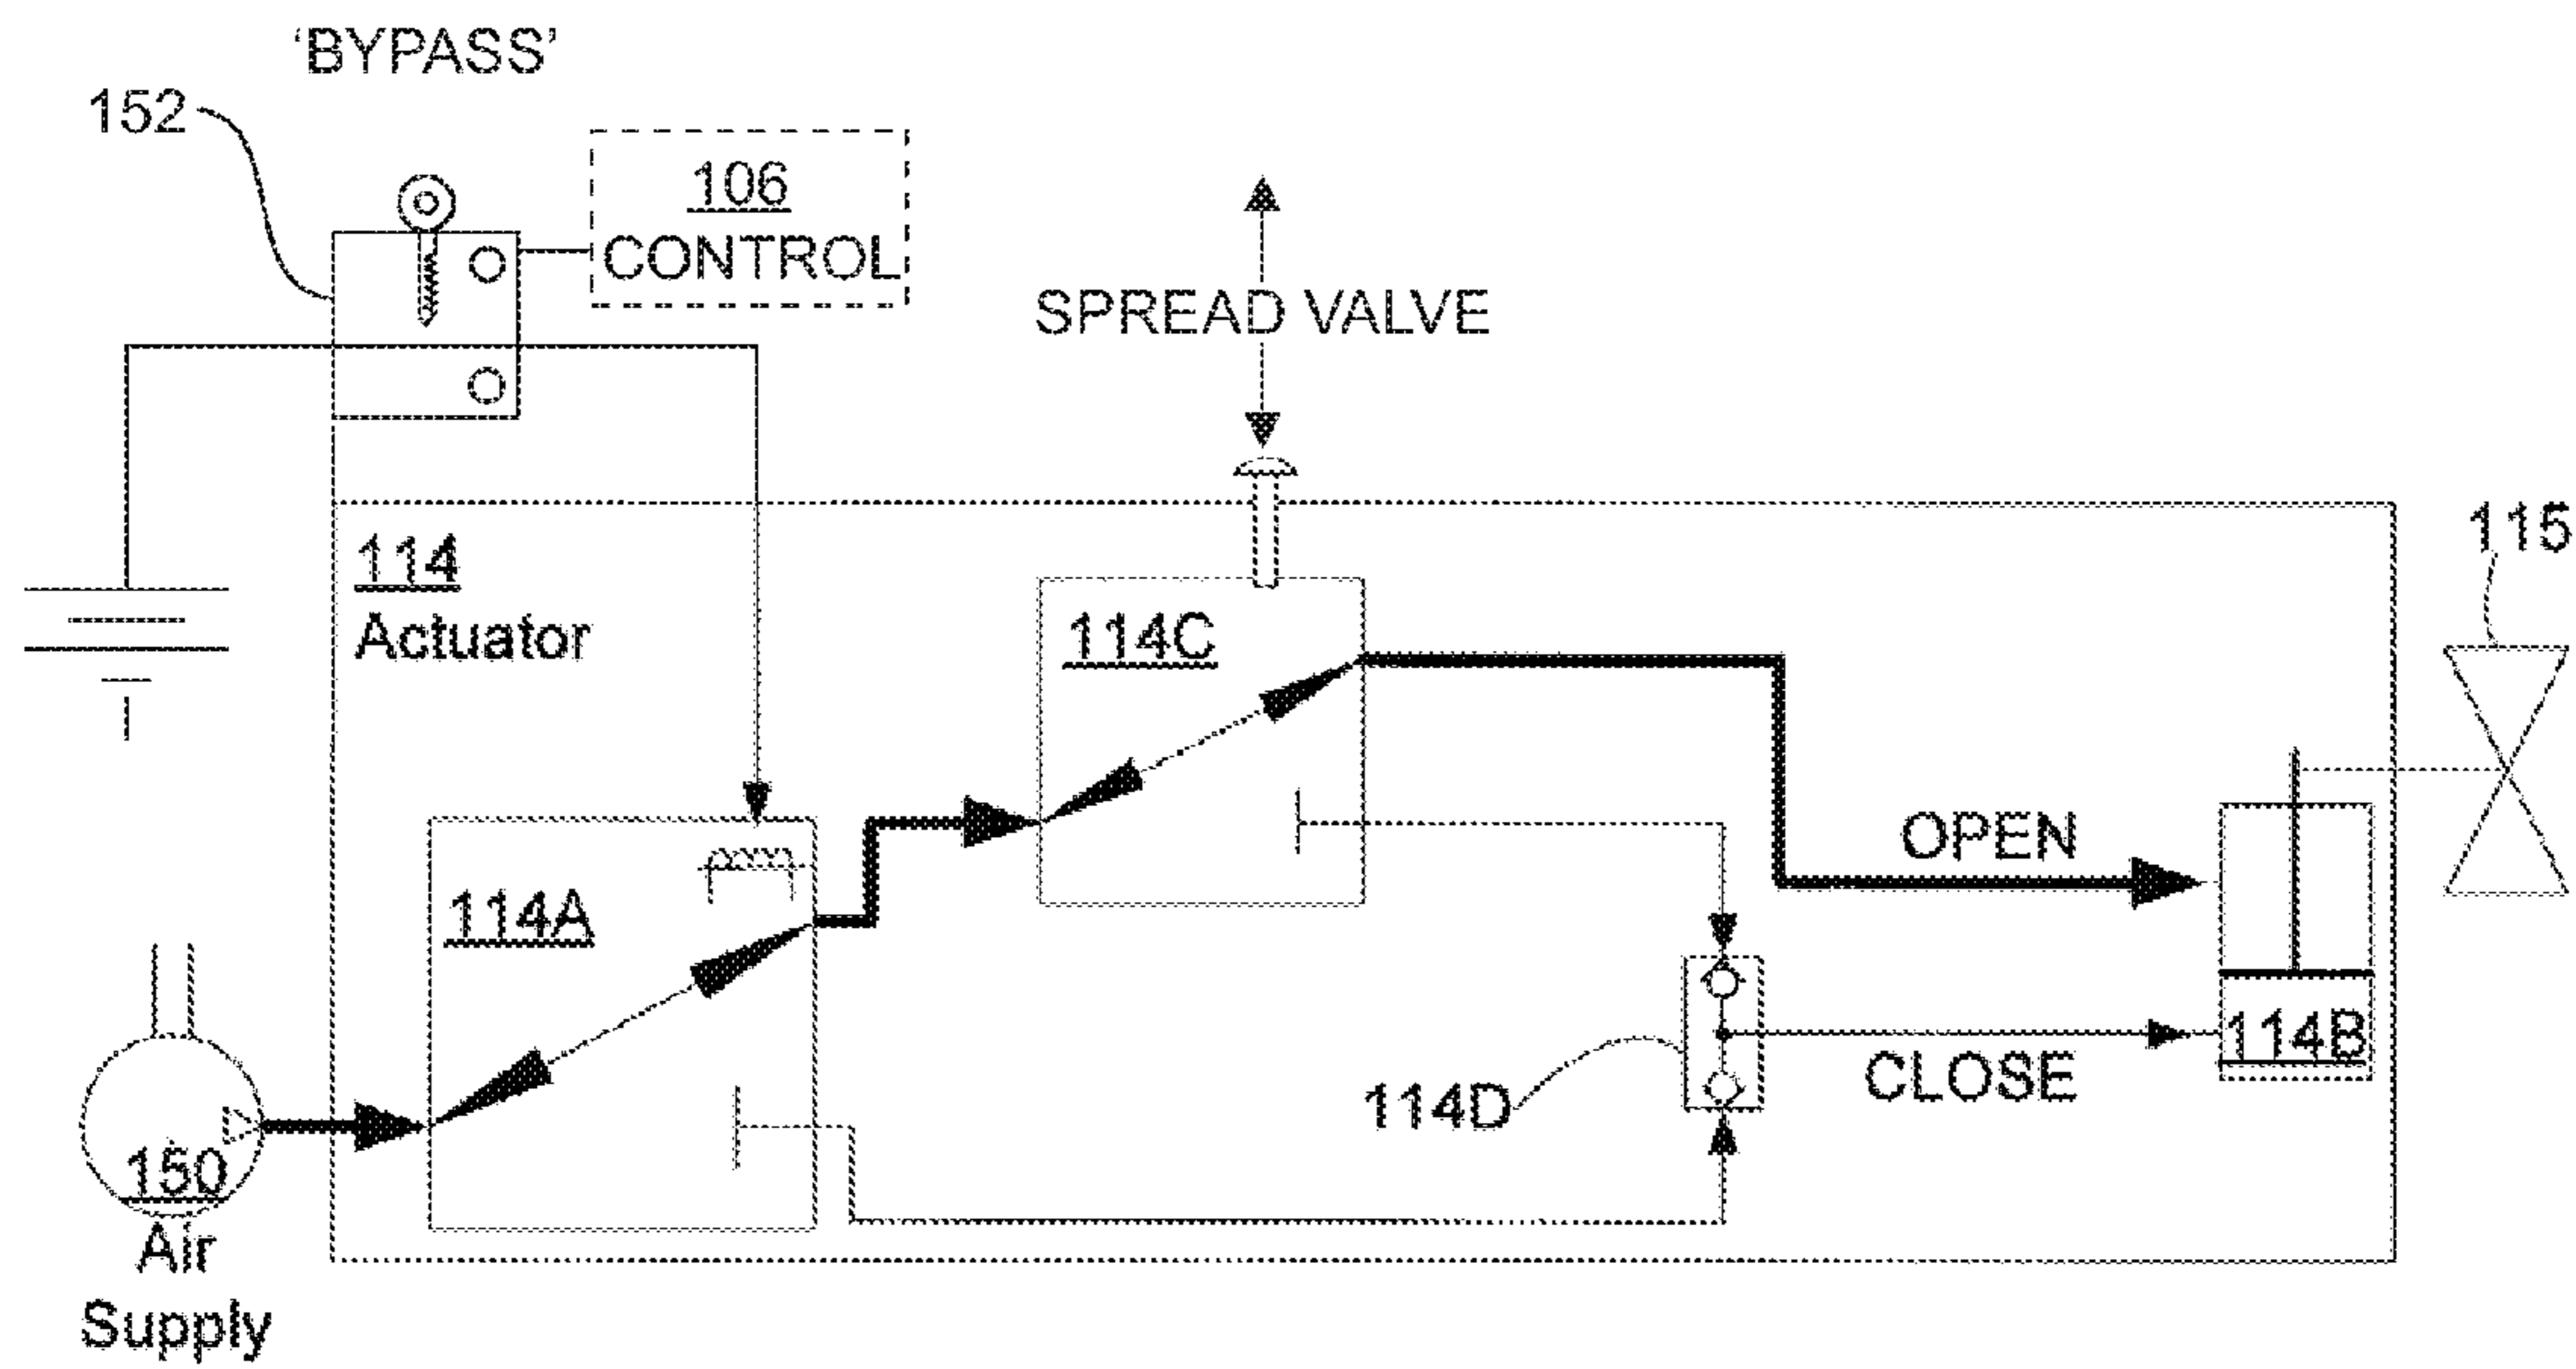 'BYPASS'
152
106
CONTROL
SPREAD VALVE
114
Actuator
115
114C
114A
OPEN
114B
CLOSE
114D
150
Air
Supply